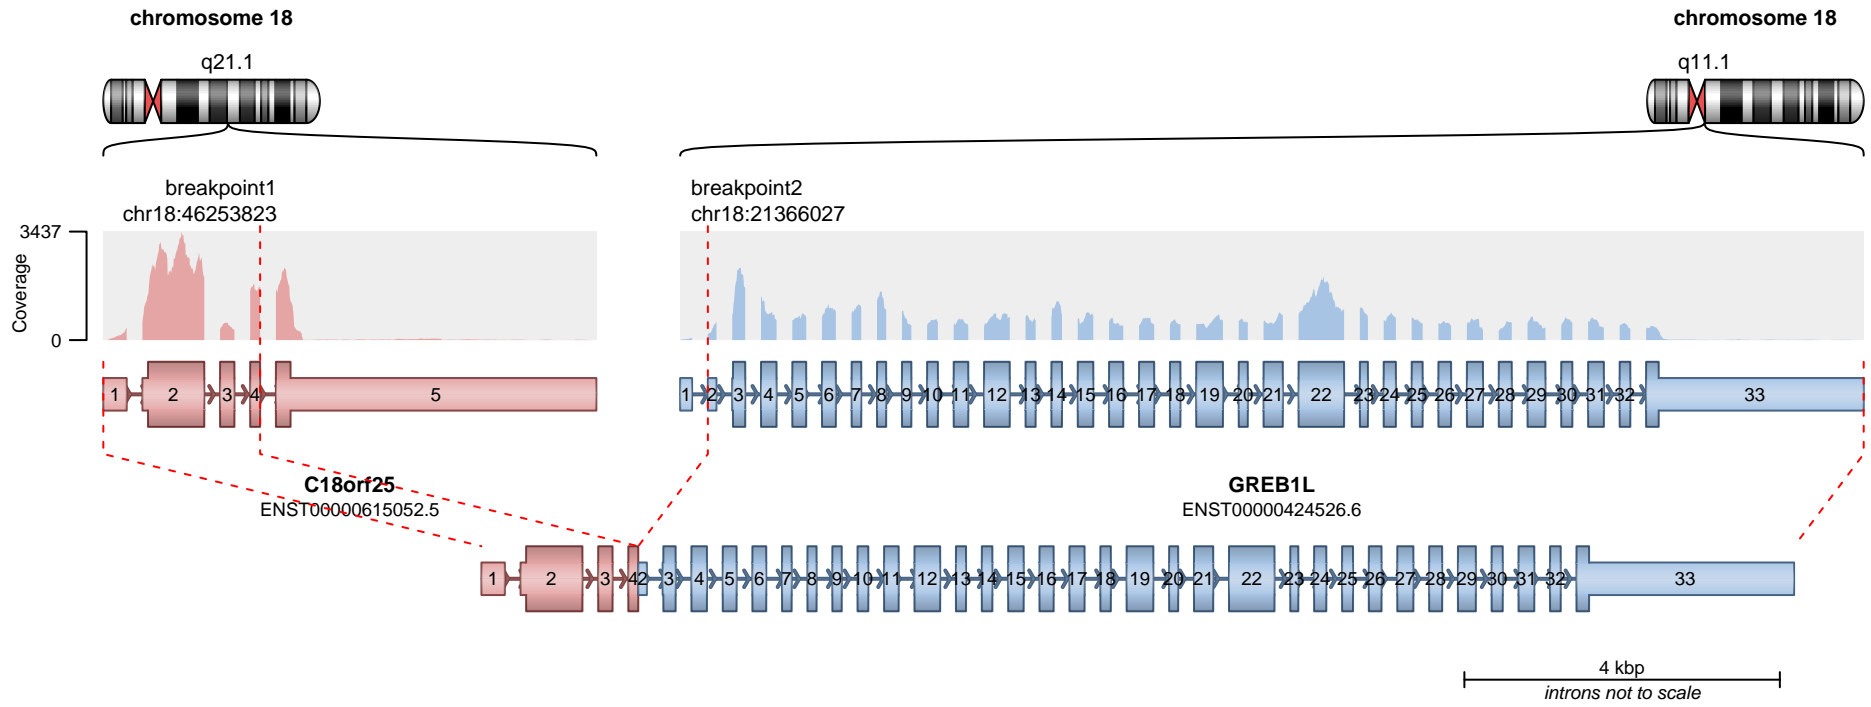 chromosome 18
chromosome 18
q21.1
q11.1
breakpoint1
chr18:46253823
breakpoint2
chr18:21366027
3437
Coverage
0
1 2 3 4 5
1 2 3 4 5 6 7 8 9 10 11 12 13 14 15 16 17 18 19 20 21 22 23 24 25 26 27 28 29 30 31 32 33
C18orf25
ENST00000615052.5
GREB1L
ENST00000424526.6
1 2 3 4 2 3 4 5 6 7 8 9 10 11 12 13 14 15 16 17 18 19 20 21 22 23 24 25 26 27 28 29 30 31 32 33
4 kbp
introns not to scale